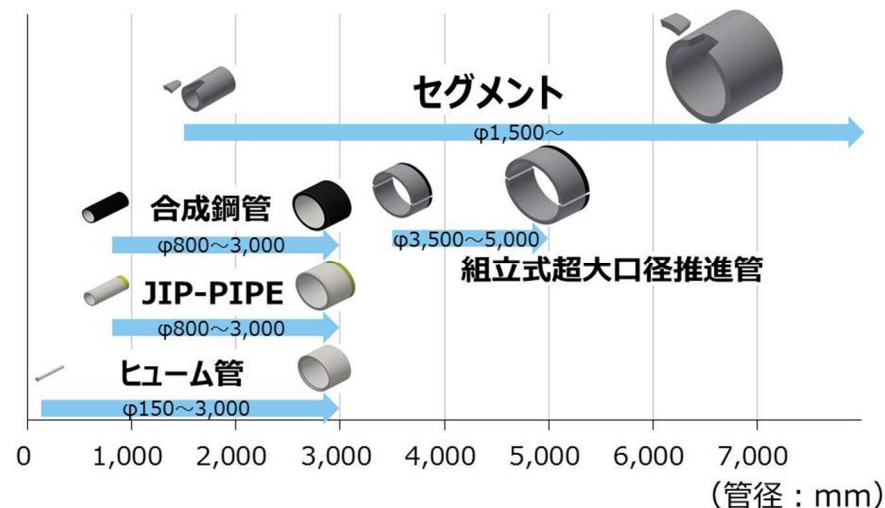 セグメント
φ1,500～
合成鋼管
φ800～3,000
φ3,500～5,000
組立式超大口径推進管
JIP-PIPE
φ800～3,000
ヒューム管
φ150～3,000
0 1,000 2,000 3,000 4,000 5,000 6,000 7,000
（管径：mm）